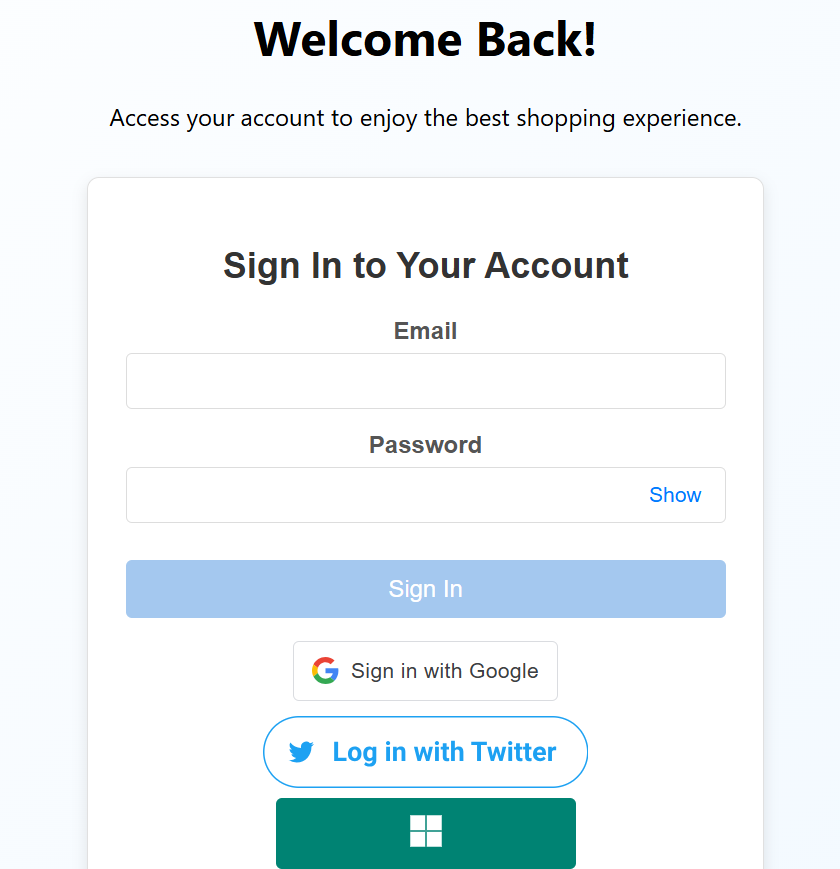 Welcome Back!
Access your account to enjoy the best shopping experience.
Sign In to Your Account
Email
Password
Show
Sign In
Sign in with Google
Log in with Twitter